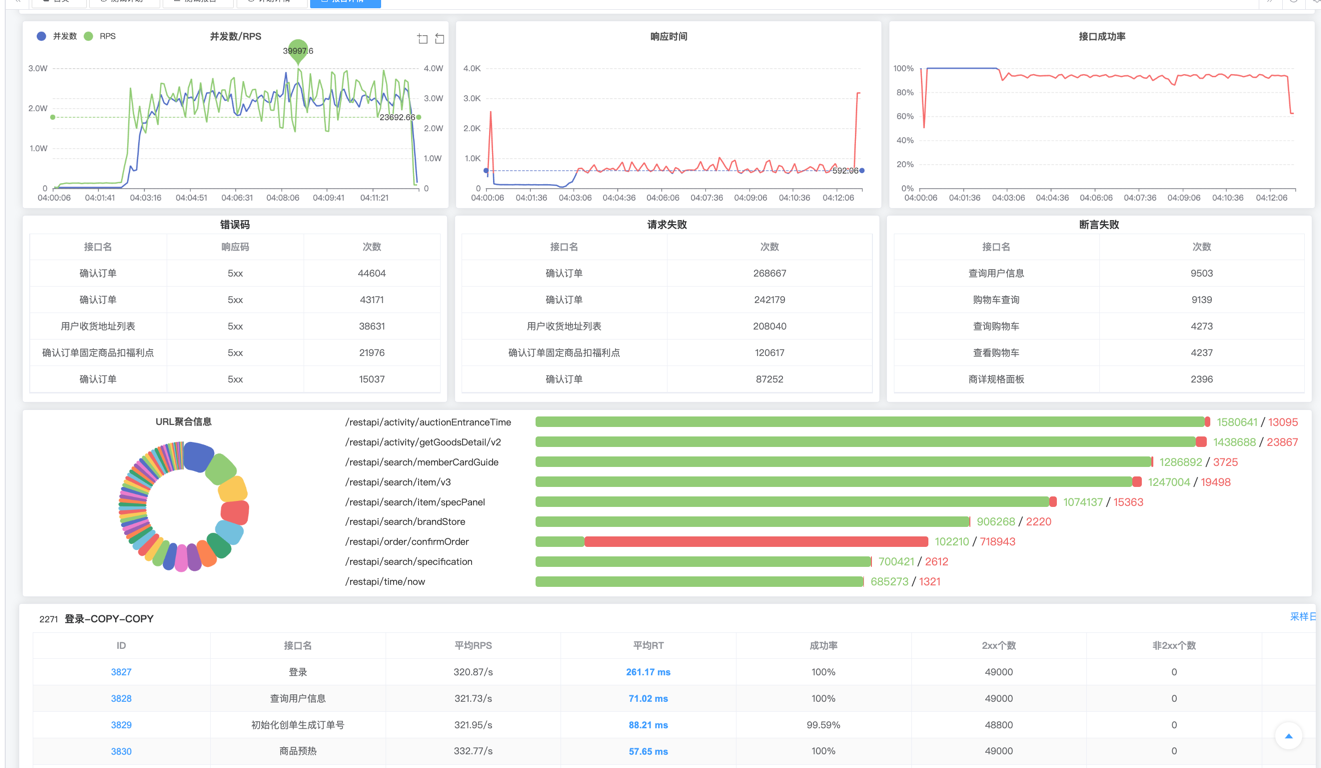 报告详情
并发数 RPS
并发数/RPS
39997.6
3.0W
2.0W
1.0W
0
4.0W
3.0W
2.0W
1.0W
0
23692.66
04:00:06 04:01:41 04:03:16 04:04:51 04:06:31 04:08:06 04:09:41 04:11:21
响应时间
4.0K
3.0K
2.0K
1.0K
0
592.06
04:00:06 04:01:36 04:03:06 04:04:36 04:06:06 04:07:36 04:09:06 04:10:36 04:12:06
接口成功率
100%
80%
60%
40%
20%
0%
04:00:06 04:01:36 04:03:06 04:04:36 04:06:06 04:07:36 04:09:06 04:10:36 04:12:06
错误码
接口名 响应码 次数
确认订单 5xx 44604
确认订单 5xx 43171
用户收货地址列表 5xx 38631
确认订单固定商品扣福利点 5xx 21976
确认订单 5xx 15037
请求失败
接口名 次数
确认订单 268667
确认订单 242179
用户收货地址列表 208040
确认订单固定商品扣福利点 120617
确认订单 87252
断言失败
接口名 次数
查询用户信息 9503
购物车查询 9139
查询购物车 4273
查看购物车 4237
商详规格面板 2396
URL聚合信息
/restapi/activity/auctionEntranceTime 1580641 / 13095
/restapi/activity/getGoodsDetail/v2 1438688 / 23867
/restapi/search/memberCardGuide 1286892 / 3725
/restapi/search/item/v3 1247004 / 19498
/restapi/search/item/specPanel 1074137 / 15363
/restapi/search/brandStore 906268 / 2220
/restapi/order/confirmOrder 102210 / 718943
/restapi/search/specification 700421 / 2612
/restapi/time/now 685273 / 1321
2271 登录-COPY-COPY 采样日
ID 接口名 平均RPS 平均RT 成功率 2xx个数 非2xx个数
3827 登录 320.87/s 261.17 ms 100% 49000 0
3828 查询用户信息 321.73/s 71.02 ms 100% 49000 0
3829 初始化创单生成订单号 321.95/s 88.21 ms 99.59% 48800 0
3830 商品预热 332.77/s 57.65 ms 100% 49000 0